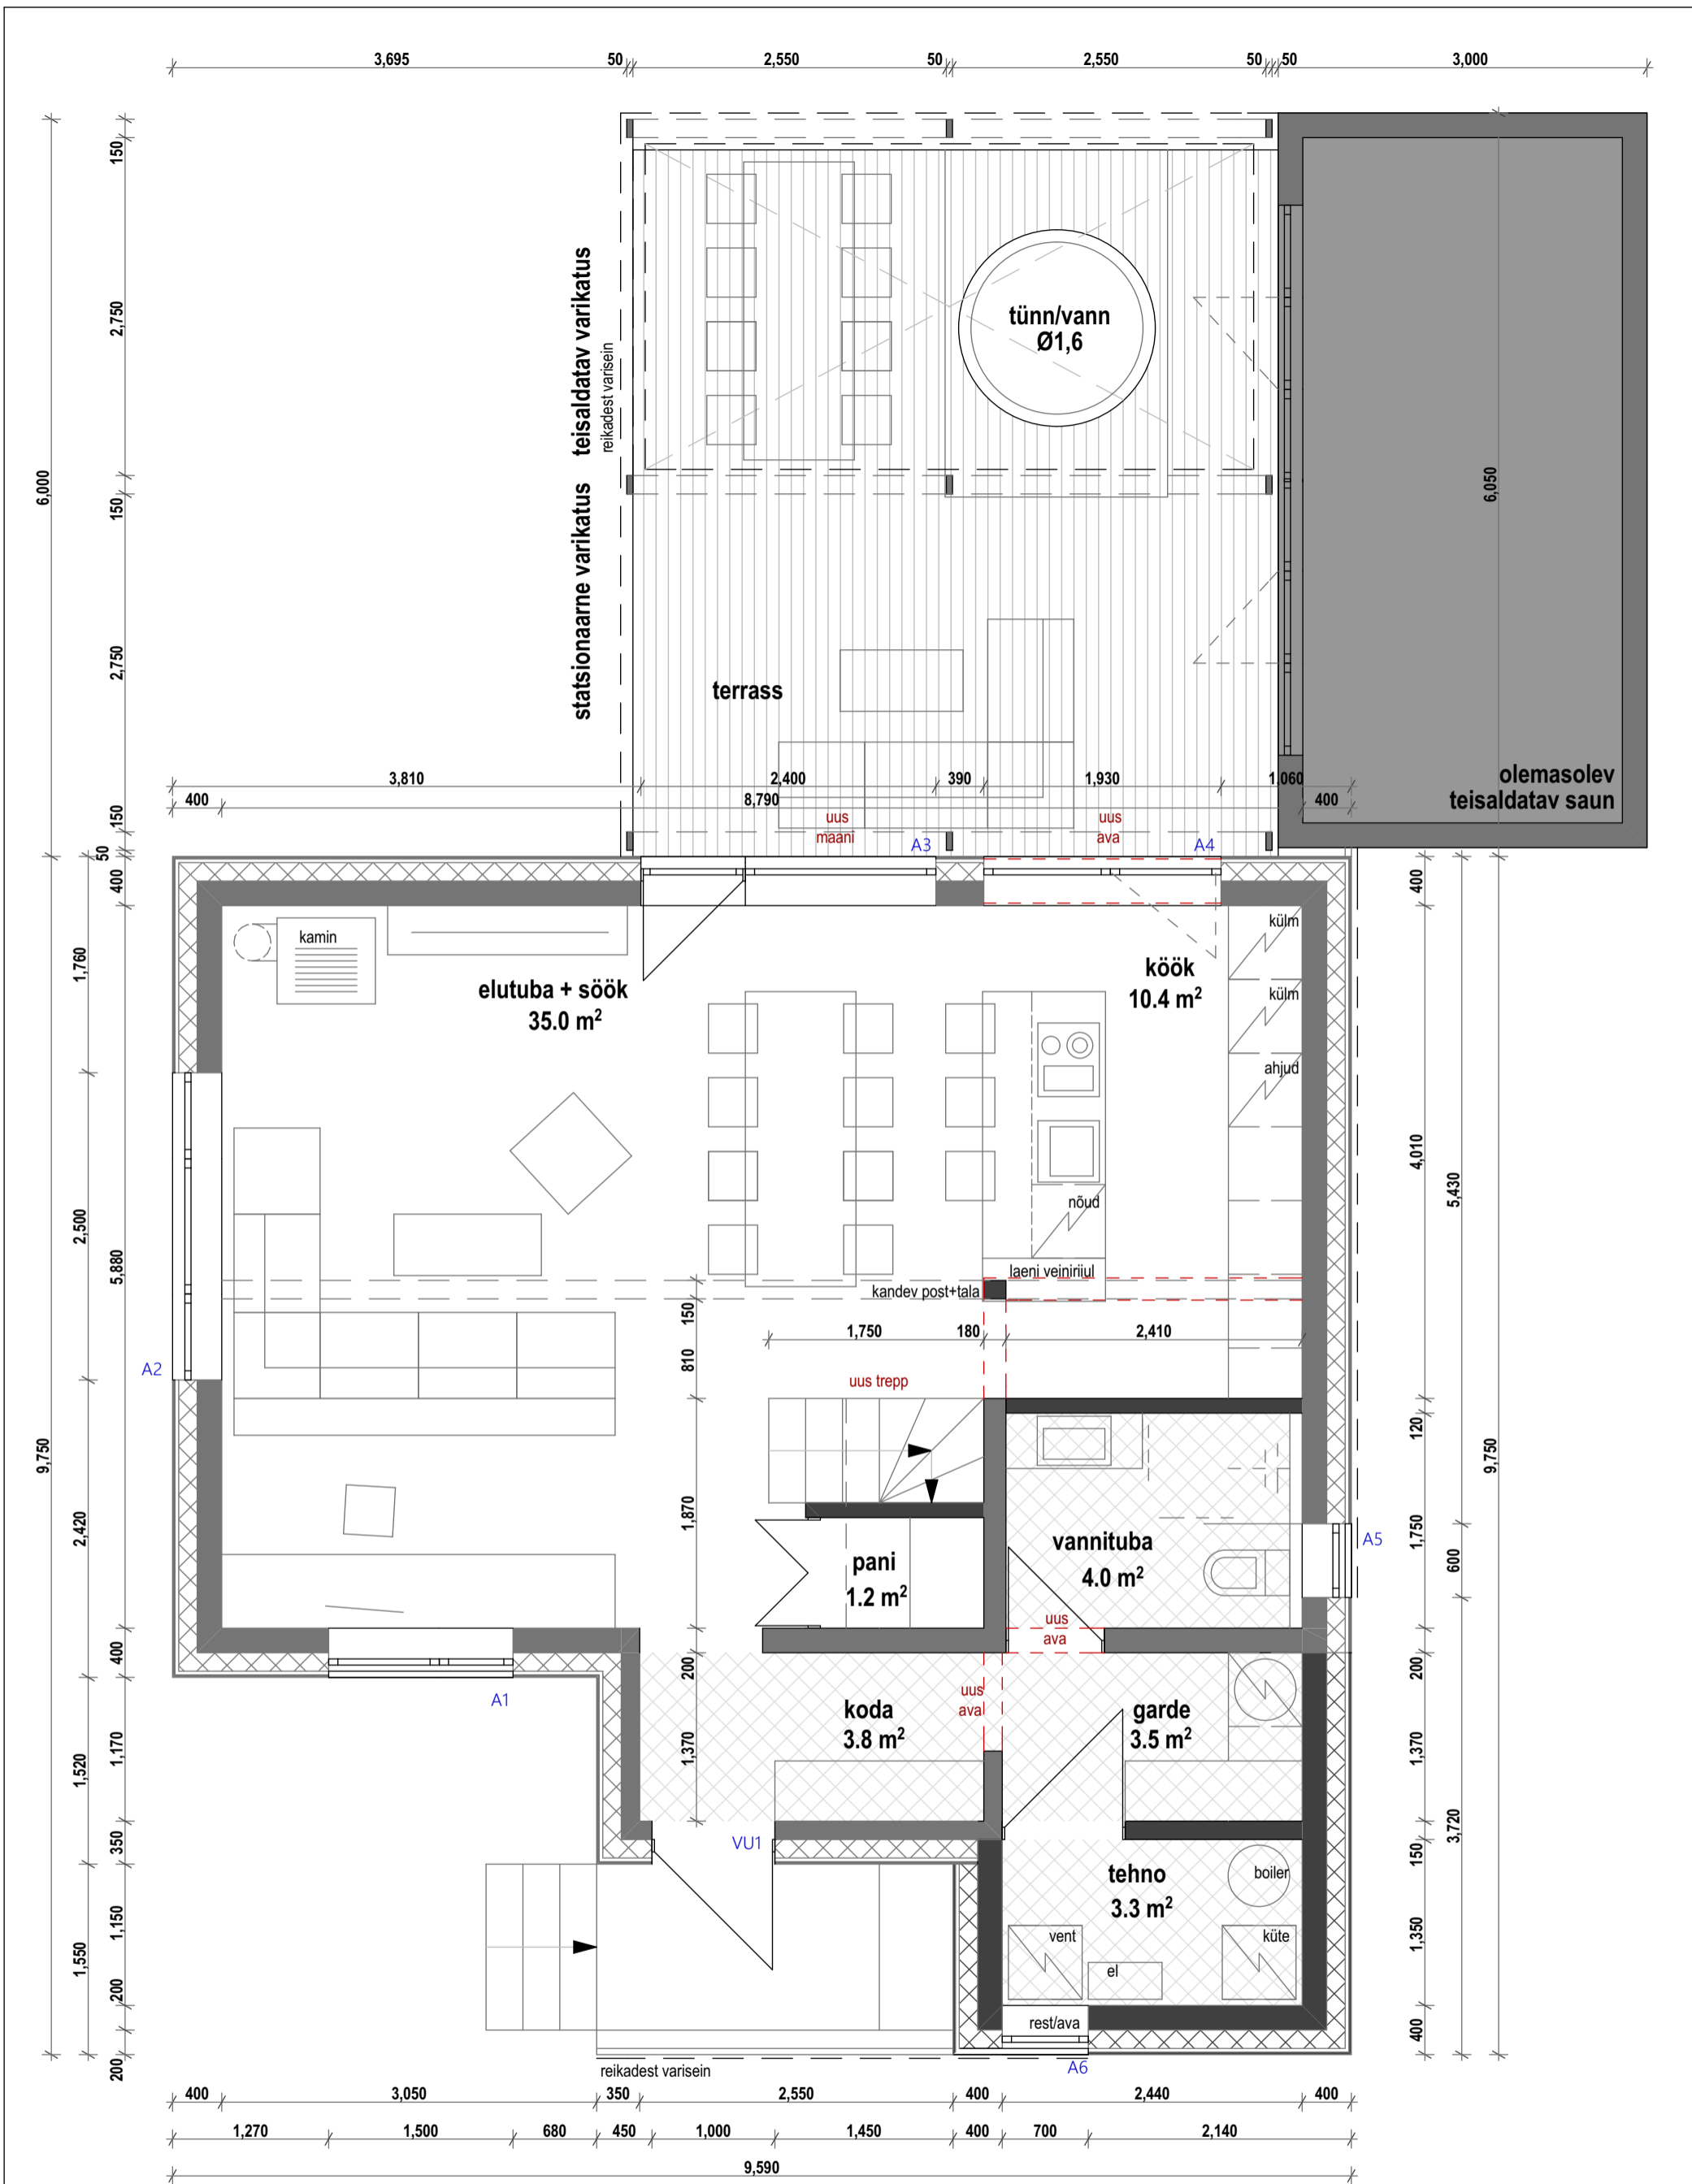 3,695
50
2,550
50
2,550
50
50
3,000
150
2,750
6,000
150
2,750
150
50
teisaldatav varikatus
reikadest varisein
statsionaarne varikatus
tünn/vann
Ø1,6
6,050
terrass
olemasolev
teisaldatav saun
3,810
2,400
390
1,930
1,060
400
8,790
400
uus
maani
uus
ava
A3
A4
400
1,760
2,500
5,880
9,750
2,420
400
1,520
1,170
350
1,550
1,150
200
200
kamin
elutuba + söök
35.0 m²
köök
10.4 m²
külm
külm
ahjud
nõud
laeni veiniriiul
kandev post+tala
150
810
1,750
180
2,410
uus trepp
A2
1,870
pani
1.2 m²
vannituba
4.0 m²
A5
uus
ava
A1
200
1,370
koda
3.8 m²
uus
ava
garde
3.5 m²
VU1
tehno
3.3 m²
boiler
vent
el
küte
rest/ava
A6
reikadest varisein
400
4,010
5,430
120
9,750
1,750
600
200
1,370
3,720
150
1,350
400
400
3,050
350
2,550
400
2,440
400
1,270
1,500
680
450
1,000
1,450
400
700
2,140
9,590